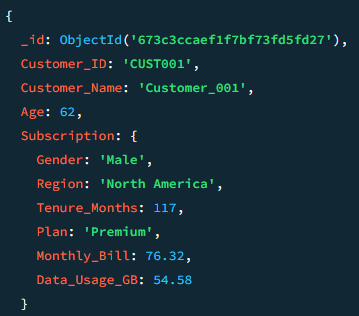 {
  _id: ObjectId('673c3ccaef1f7bf73fd5fd27'),
  Customer_ID: 'CUST001',
  Customer_Name: 'Customer_001',
  Age: 62,
  Subscription: {
    Gender: 'Male',
    Region: 'North America',
    Tenure_Months: 117,
    Plan: 'Premium',
    Monthly_Bill: 76.32,
    Data_Usage_GB: 54.58
  }